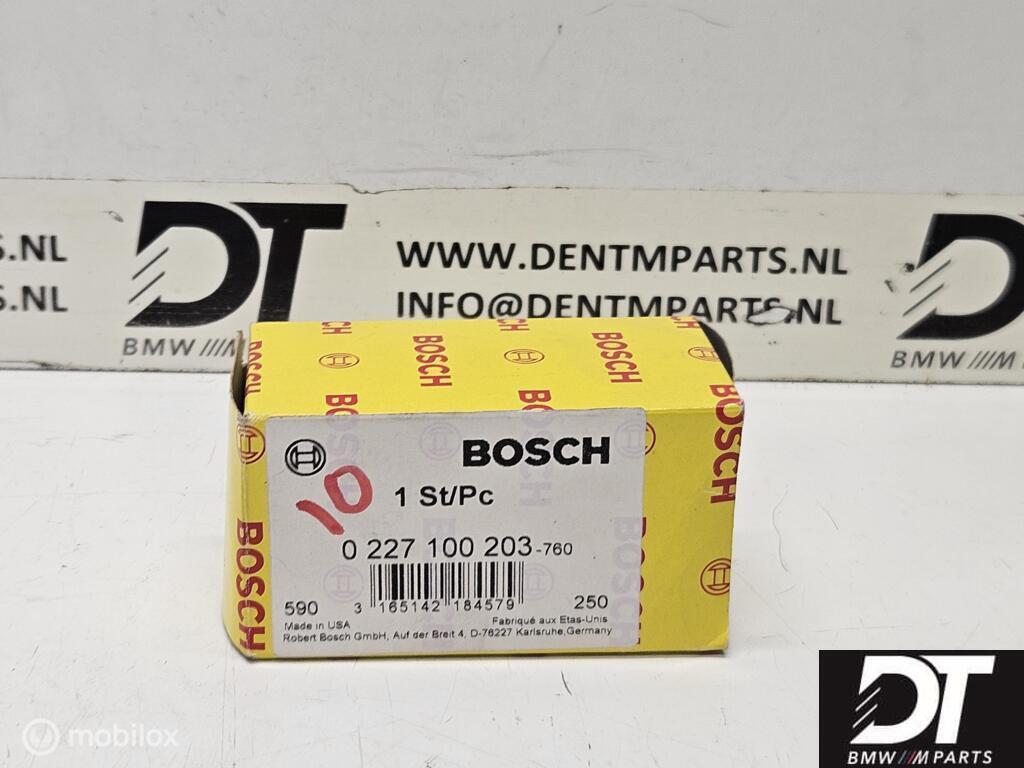 S.NL
S.NL
DT
BMW ///M
WWW.DENTMPARTS.NL
INFO@DENTMPARTS.NL
DT
BMW ///M
BOSCH
BOSCH
BOSCH
BOSCH
BOSCH
BOSCH
BOSCH
BOSCH
10
1 St/Pc
0 227 100 203-760
590
3 165142 184579
250
Made in USA
Fabriqué aux Etas-Unis
Robert Bosch GmbH, Auf der Breit 4, D-76227 Karlsruhe, Germany
mobilox
DT
BMW///M PARTS